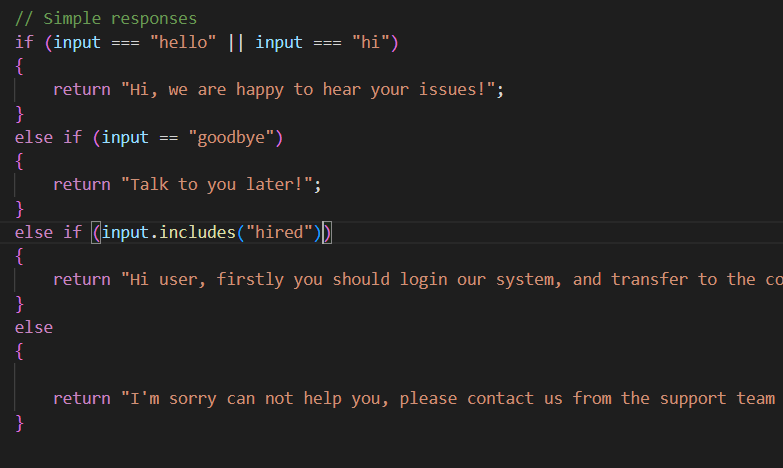 // Simple responses
if (input === "hello" || input === "hi")
{
    return "Hi, we are happy to hear your issues!";
}
else if (input == "goodbye")
{
    return "Talk to you later!";
}
else if (input.includes("hired"))
{
    return "Hi user, firstly you should login our system, and transfer to the co
}
else
{
    return "I'm sorry can not help you, please contact us from the support team
}